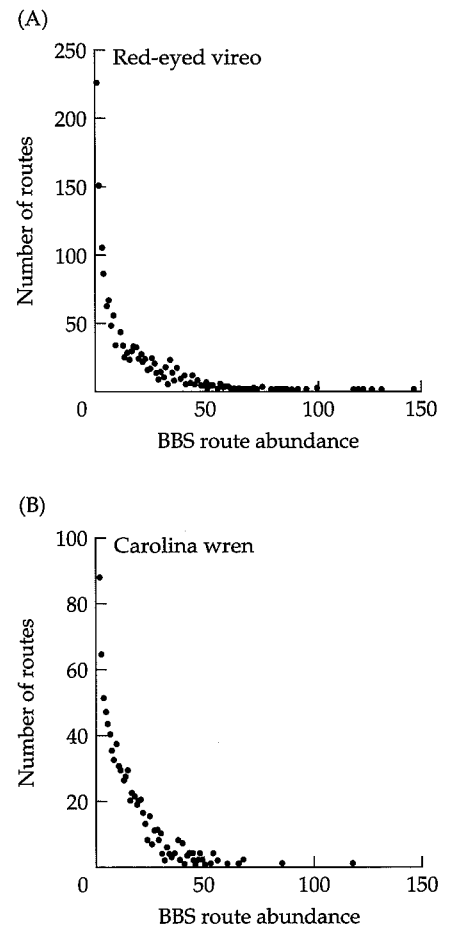 (A)
Red-eyed vireo
250
200
150
100
50
Number of routes
0
50
100
150
BBS route abundance
(B)
Carolina wren
100
80
60
40
20
Number of routes
0
50
100
150
BBS route abundance